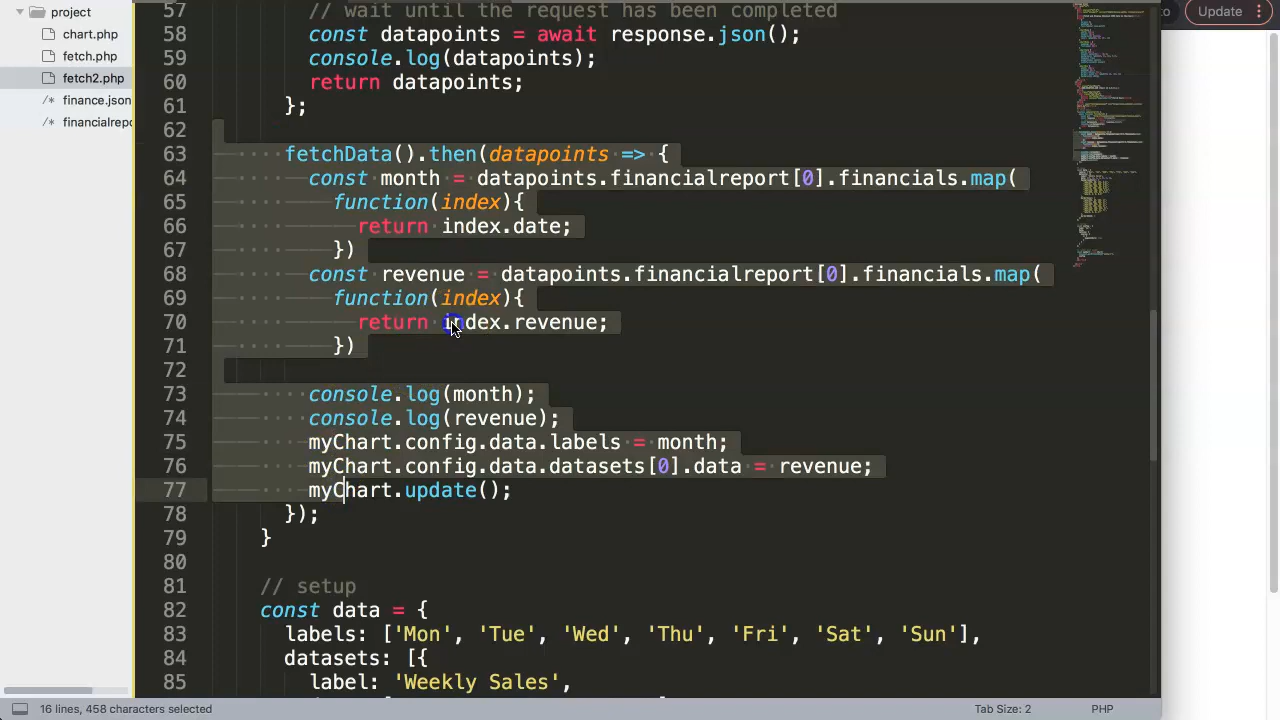 project
chart.php
fetch.php
fetch2.php
/* finance.json
/* financialrepo
Update
57 // wait until the request has been completed
58 const datapoints = await response.json();
59 console.log(datapoints);
60 return datapoints;
61 };
62
63 fetchData().then(datapoints => {
64 const month = datapoints.financialreport[0].financials.map(
65 function(index){
66 return index.date;
67 })
68 const revenue = datapoints.financialreport[0].financials.map(
69 function(index){
70 return index.revenue;
71 })
72
73 console.log(month);
74 console.log(revenue);
75 myChart.config.data.labels = month;
76 myChart.config.data.datasets[0].data = revenue;
77 myChart.update();
78 });
79 }
80
81 // setup
82 const data = {
83 labels: ['Mon', 'Tue', 'Wed', 'Thu', 'Fri', 'Sat', 'Sun'],
84 datasets: [{
85 label: 'Weekly Sales',
16 lines, 458 characters selected
Tab Size: 2
PHP